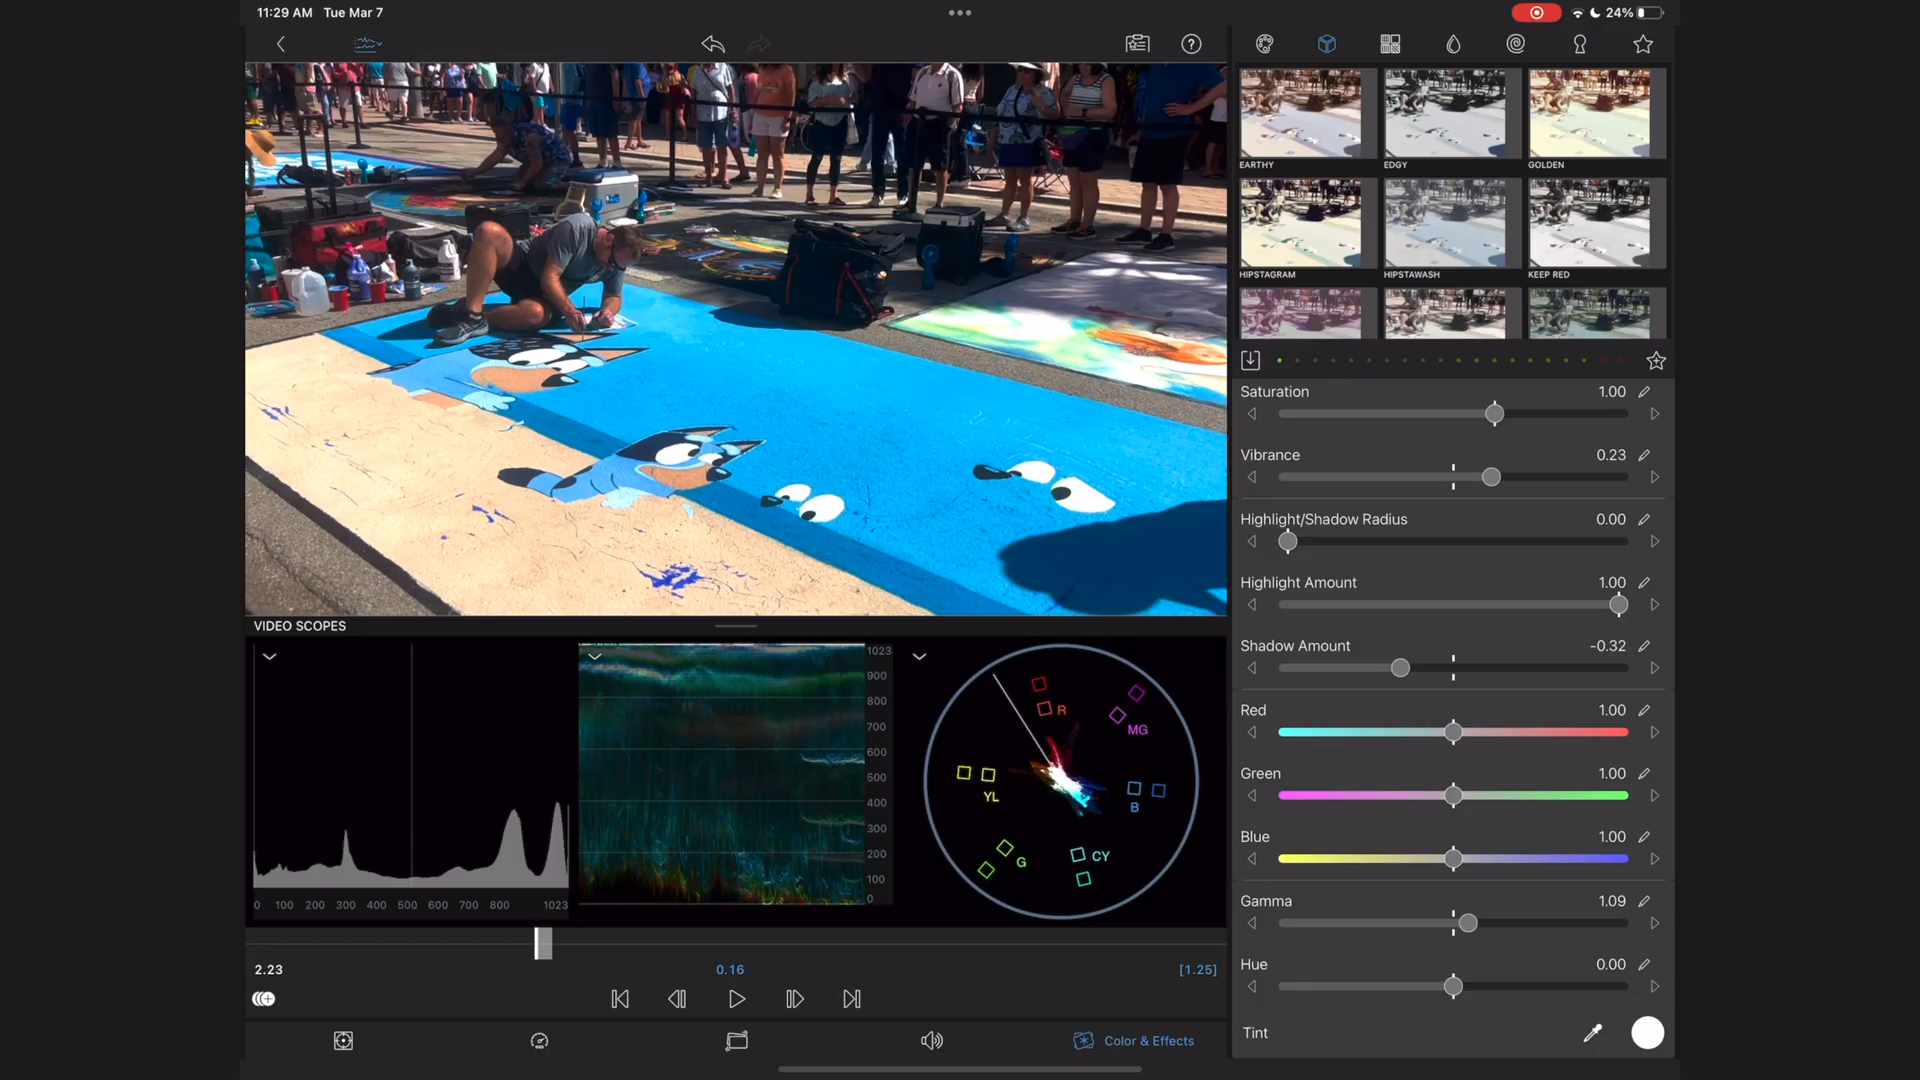 11:29 AM Tue Mar 7
24%
EARTHY EDGY GOLDEN
HIPSTAGRAM HIPSTAWASH KEEP RED
Saturation 1.00
Vibrance 0.23
Highlight/Shadow Radius 0.00
Highlight Amount 1.00
Shadow Amount -0.32
Red 1.00
Green 1.00
Blue 1.00
Gamma 1.09
Hue 0.00
Tint
VIDEO SCOPES
0 100 200 300 400 500 600 700 800 1023
1023
900
800
700
600
500
400
300
200
100
0
R
MG
YL
B
G
CY
2.23 0.16 [1.25]
Color & Effects